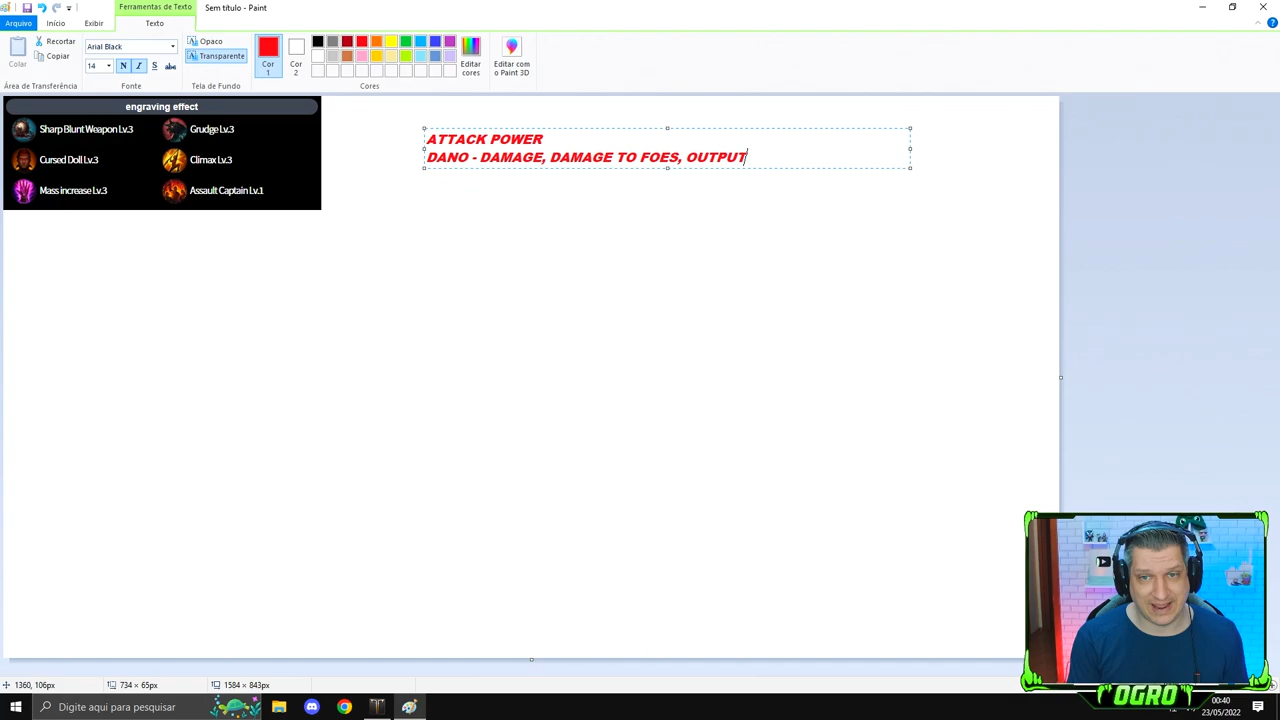 Ferramentas de Texto
Sem título - Paint
Arquivo
Início
Exibir
Texto
Colar
Recortar
Copiar
Área de Transferência
Arial Black
14
N
I
S
abc
Fonte
Opaco
Transparente
Tela de Fundo
Cor 1
Cor 2
Cores
Editar cores
Editar com o Paint 3D
engraving effect
Sharp Blunt Weapon Lv.3
Grudge Lv.3
Cursed Doll Lv.3
Climax Lv.3
Mass increase Lv.3
Assault Captain Lv.1
ATTACK POWER
DANO - DAMAGE, DAMAGE TO FOES, OUTPUT
OGRO
1360, 106px
734 × 65px
1584 × 843px
Digite aqui para pesquisar
00:40
23/05/2022